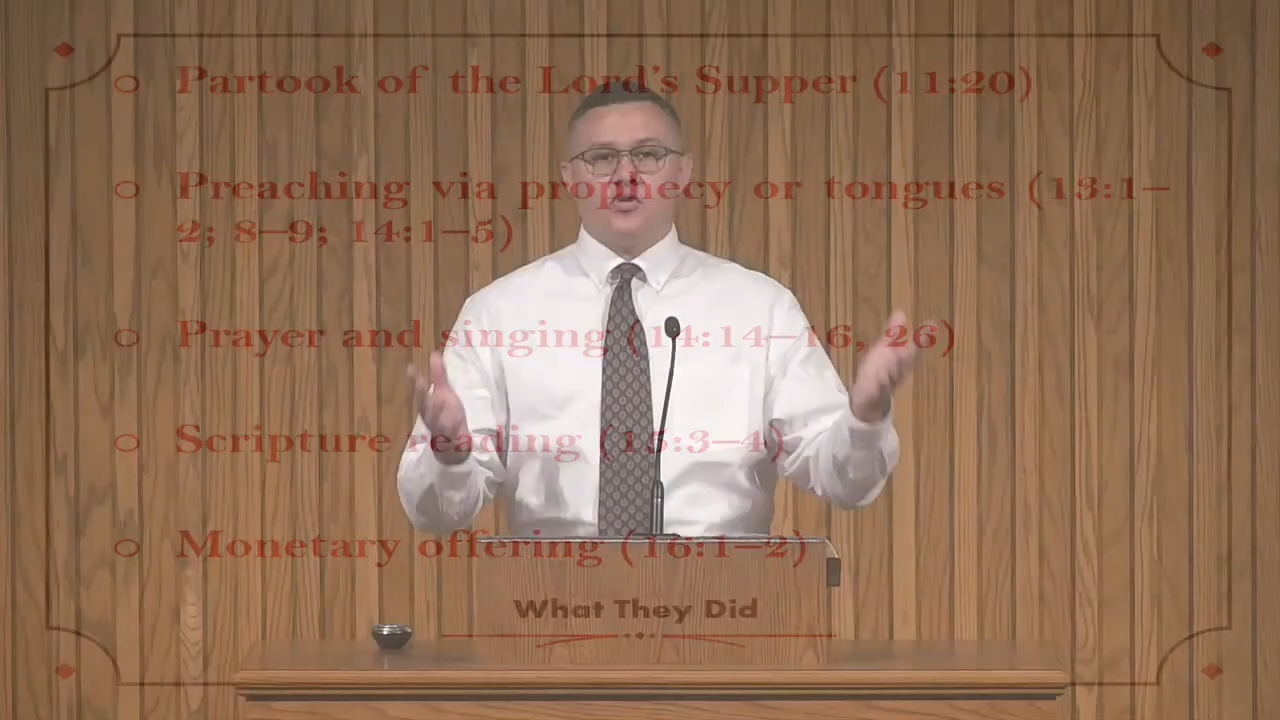 Partook of the Lord's Supper (11:20)
Preaching via prophecy or tongues (13:1–
2; 8–9; 14:1–5)
Prayer and singing (14:14–16, 26)
Scripture reading (15:3–4)
Monetary offering (16:1–2)
What They Did